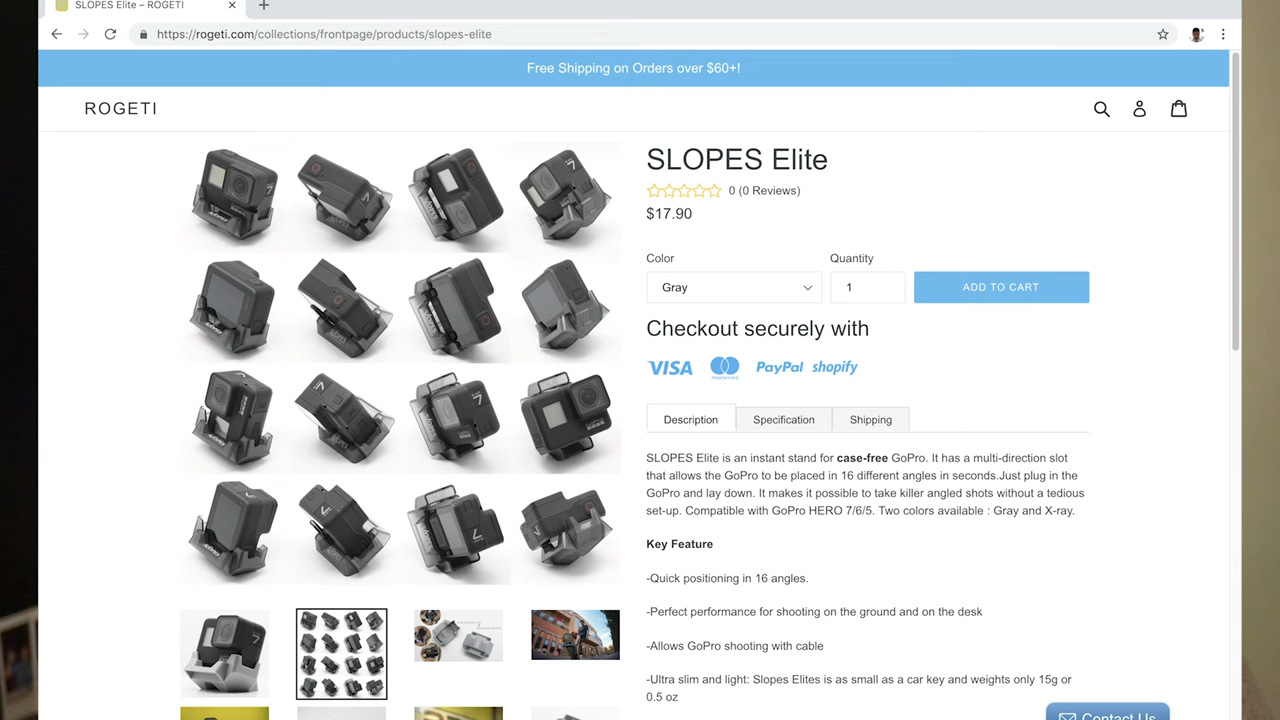 SLOPES Elite – ROGETI
https://rogeti.com/collections/frontpage/products/slopes-elite
Free Shipping on Orders over $60+!
ROGETI
SLOPES Elite
0 (0 Reviews)
$17.90
Color
Quantity
Gray
1
ADD TO CART
Checkout securely with
VISA
mastercard
PayPal
shopify
Description
Specification
Shipping
SLOPES Elite is an instant stand for case-free GoPro. It has a multi-direction slot
that allows the GoPro to be placed in 16 different angles in seconds.Just plug in the
GoPro and lay down. It makes it possible to take killer angled shots without a tedious
set-up. Compatible with GoPro HERO 7/6/5. Two colors available : Gray and X-ray.
Key Feature
-Quick positioning in 16 angles.
-Perfect performance for shooting on the ground and on the desk
-Allows GoPro shooting with cable
-Ultra slim and light: Slopes Elites is as small as a car key and weights only 15g or
0.5 oz
Contact Us